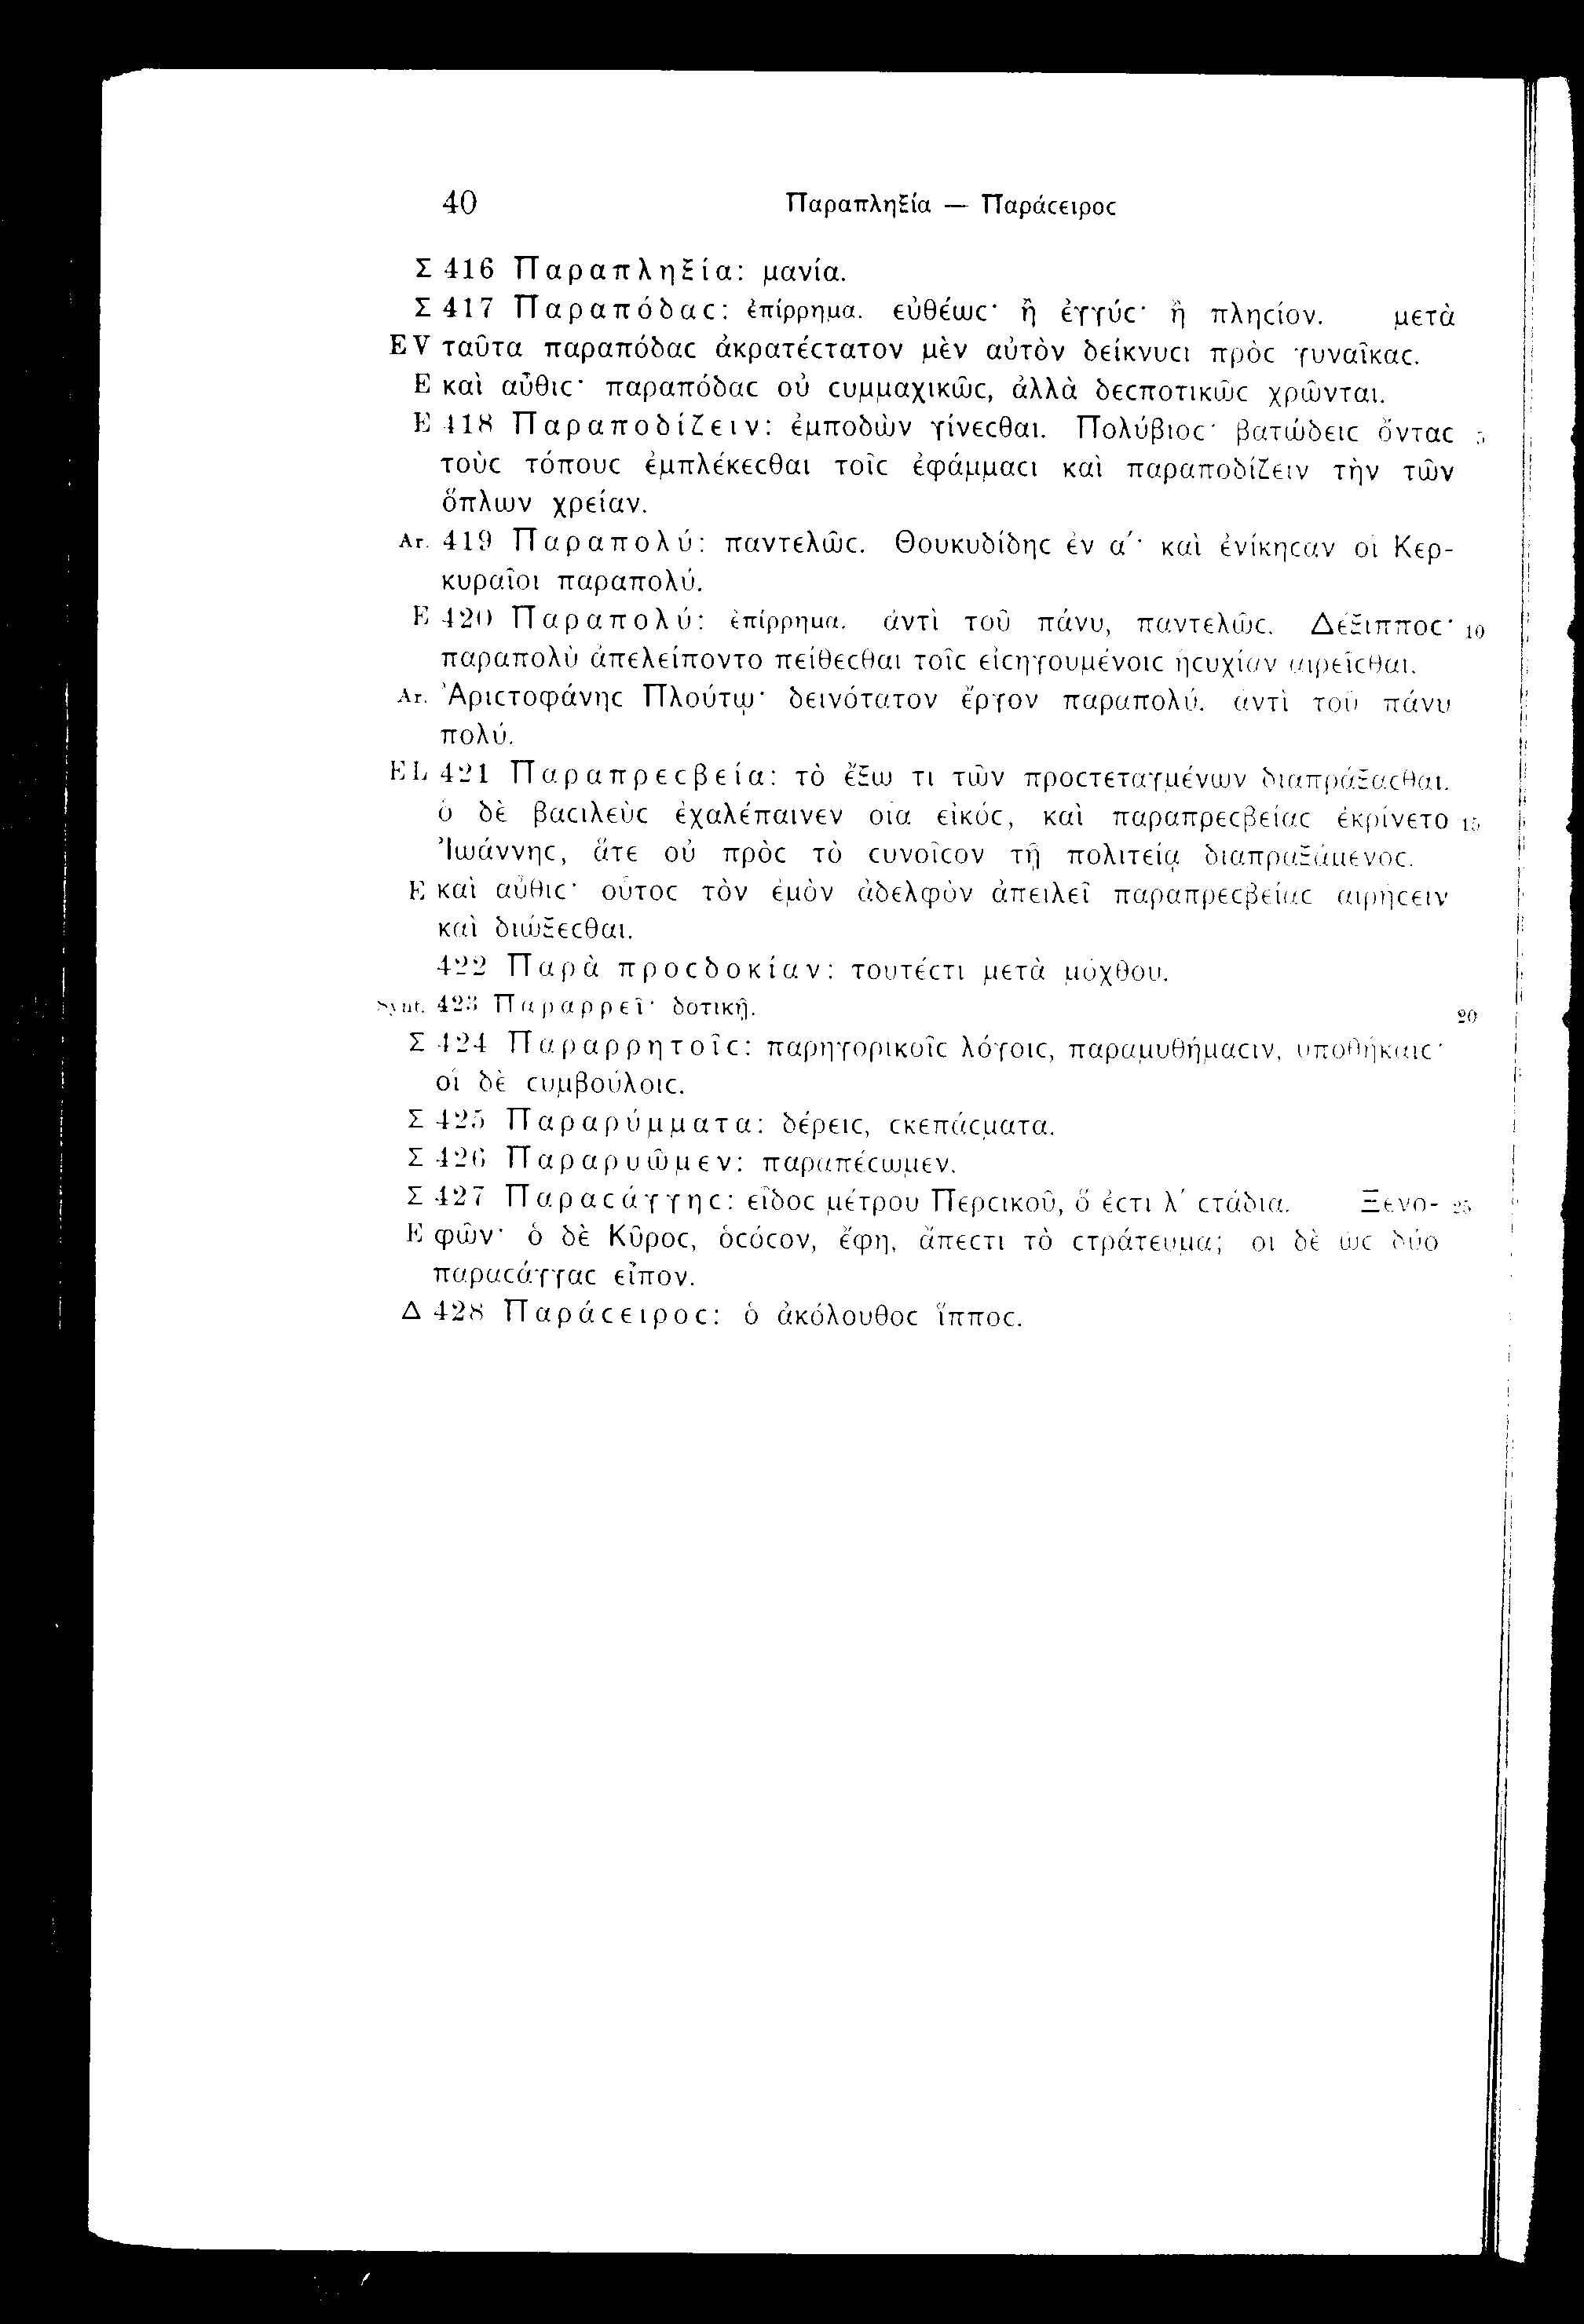 40 Παραπληξία — Παράϲειροϲ
Σ 416 Παραπληξία: μανία.
Σ 417 Παραπόδαϲ: ἐπίρρημα. εὐθέωϲ· ἢ ἐγγύϲ· ἢ πληϲίον. μετὰ
EV ταῦτα παραπόδαϲ ἀκρατέϲτατον μὲν αὐτὸν δείκνυϲι πρὸϲ γυναῖκαϲ.
E καὶ αὖθιϲ· παραπόδαϲ οὐ ϲυμμαχικῶϲ, ἀλλὰ δεϲποτικῶϲ χρῶνται.
E 418 Παραποδίζειν: ἐμποδὼν γίνεϲθαι. Πολύβιοϲ· βατώδειϲ ὄνταϲ 5
τοὺϲ τόπουϲ ἐμπλέκεϲθαι τοῖϲ ἐφάμμαϲι καὶ παραποδίζειν τὴν τῶν
ὅπλων χρείαν.
Ar. 419 Παραπολύ: παντελῶϲ. Θουκυδίδηϲ ἐν α΄· καὶ ἐνίκηϲαν οἱ Κερ-
κυραῖοι παραπολύ.
E 420 Παραπολύ: ἐπίρρημα. ἀντὶ τοῦ πάνυ, παντελῶϲ. Δέξιπποϲ· 10
παραπολὺ ἀπελείποντο πείθεϲθαι τοῖϲ εἰϲηγουμένοιϲ ἡϲυχίαν αἱρεῖϲθαι.
Ar. Ἀριϲτοφάνηϲ Πλούτῳ· δεινότατον ἔργον παραπολύ. ἀντὶ τοῦ πάνυ
πολύ.
EL 421 Παραπρεϲβεία: τὸ ἔξω τι τῶν προϲτεταγμένων διαπράξαϲθαι.
ὁ δὲ βαϲιλεὺϲ ἐχαλέπαινεν οἷα εἰκόϲ, καὶ παραπρεϲβείαϲ ἐκρίνετο 15
Ἰωάννηϲ, ἅτε οὐ πρὸϲ τὸ ϲυνοῖϲον τῇ πολιτείᾳ διαπραξάμενοϲ.
E καὶ αὖθιϲ· οὗτοϲ τὸν ἐμὸν ἀδελφὸν ἀπειλεῖ παραπρεϲβείαϲ αἱρήϲειν
καὶ διώξεϲθαι.
422 Παρὰ προϲδοκίαν: τουτέϲτι μετὰ μόχθου.
Synt. 423 Παραρρεῖ· δοτικῇ. 20
Σ 424 Παραρρητοῖϲ: παρηγορικοῖϲ λόγοιϲ, παραμυθήμαϲιν, ὑποθήκαιϲ·
οἱ δὲ ϲυμβούλοιϲ.
Σ 425 Παραρύμματα: δέρειϲ, ϲκεπάϲματα.
Σ 426 Παραρυῶμεν: παραπέϲωμεν.
Σ 427 Παραϲάγγηϲ: εἶδοϲ μέτρου Περϲικοῦ, ὅ ἐϲτι λ΄ ϲτάδια. Ξενο- 25
E φῶν· ὁ δὲ Κῦροϲ, ὁϲόϲον, ἔφη, ἄπεϲτι τὸ ϲτράτευμα; οἱ δὲ ὡϲ δύο
παραϲάγγαϲ εἶπον.
Δ 428 Παράϲειροϲ: ὁ ἀκόλουθοϲ ἵπποϲ.